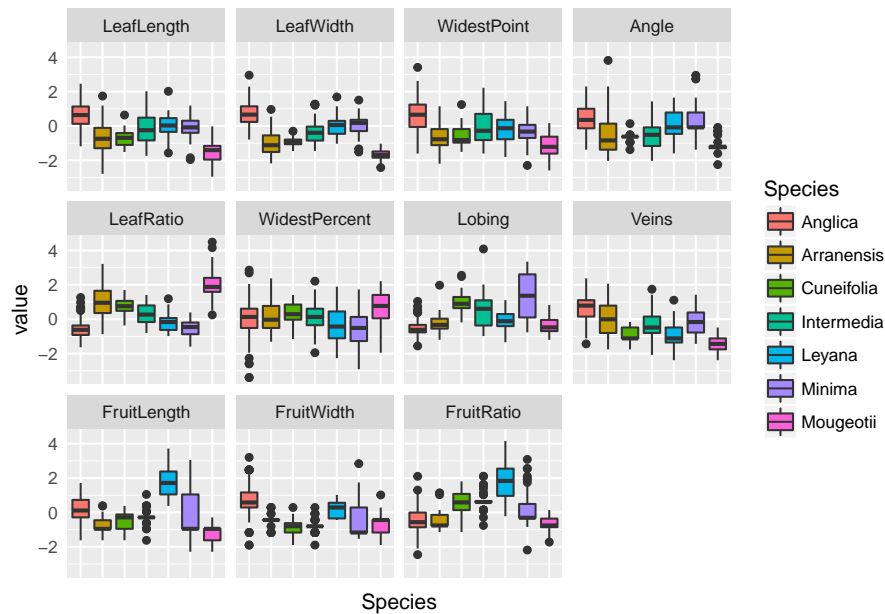 LeafLength LeafWidth WidestPoint Angle
4
2
0
−2
LeafRatio WidestPercent Lobing Veins
4
2
0
−2
FruitLength FruitWidth FruitRatio
4
2
0
−2
value
Species
Species
Anglica
Arranensis
Cuneifolia
Intermedia
Leyana
Minima
Mougeotii